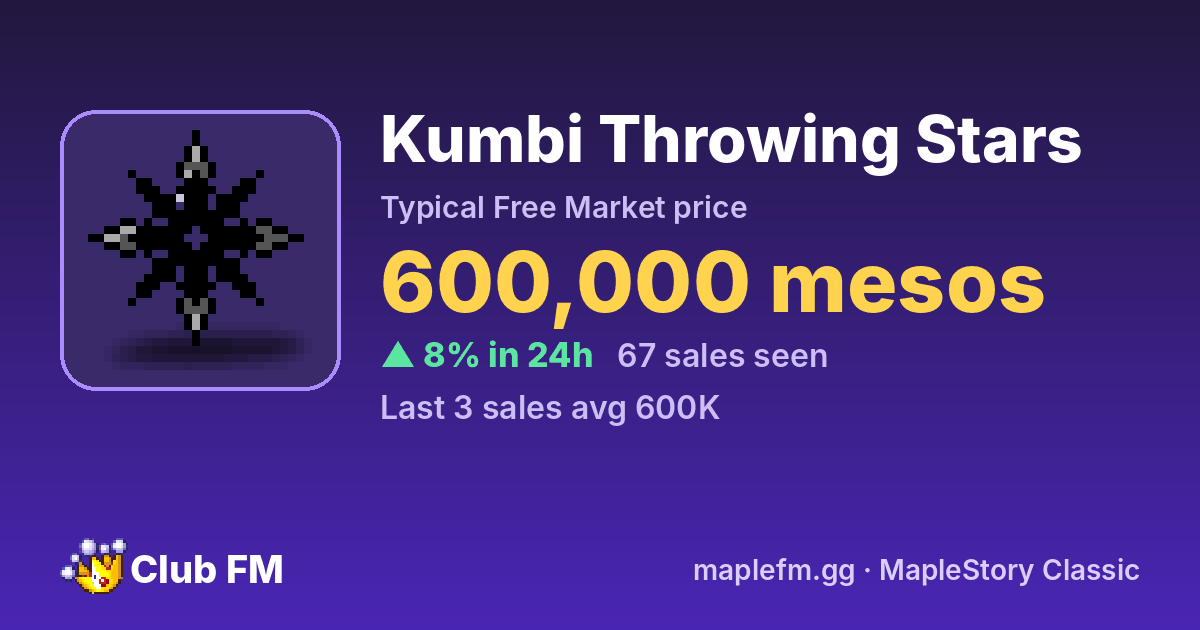 Kumbi Throwing Stars
Typical Free Market price
600,000 mesos
▲ 8% in 24h 67 sales seen
Last 3 sales avg 600K
Club FM
maplefm.gg · MapleStory Classic